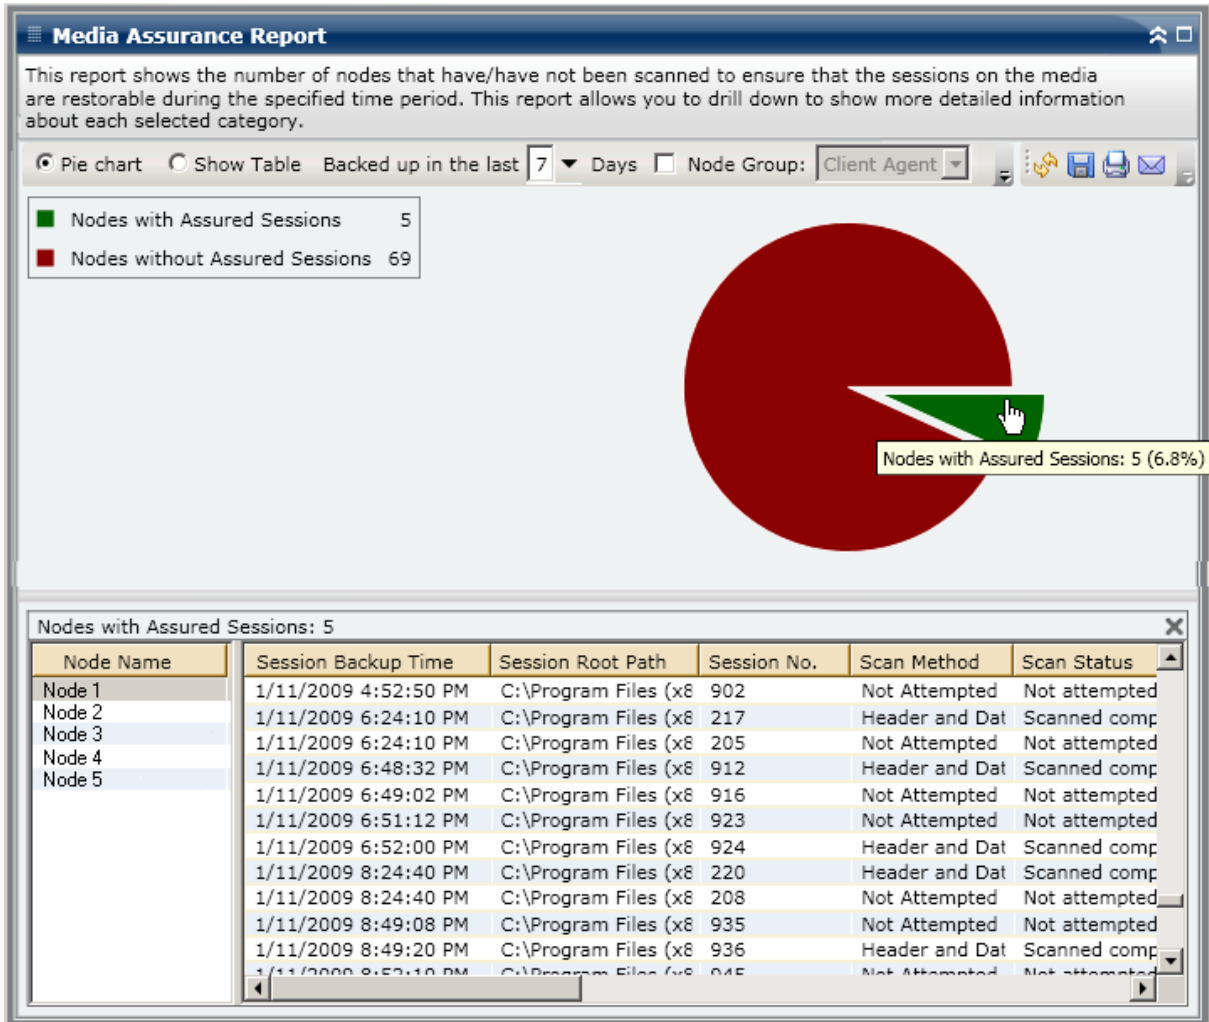 Media Assurance Report
This report shows the number of nodes that have/have not been scanned to ensure that the sessions on the media
are restorable during the specified time period. This report allows you to drill down to show more detailed information
about each selected category.
Pie chart Show Table Backed up in the last 7 Days Node Group: Client Agent
Nodes with Assured Sessions 5
Nodes without Assured Sessions 69
Nodes with Assured Sessions: 5 (6.8%)
Nodes with Assured Sessions: 5
Node Name Session Backup Time Session Root Path Session No. Scan Method Scan Status
Node 1 1/11/2009 4:52:50 PM C:\Program Files (x8 902 Not Attempted Not attempted
Node 2 1/11/2009 6:24:10 PM C:\Program Files (x8 217 Header and Dat Scanned comp
Node 3 1/11/2009 6:24:10 PM C:\Program Files (x8 205 Not Attempted Not attempted
Node 4 1/11/2009 6:48:32 PM C:\Program Files (x8 912 Header and Dat Scanned comp
Node 5 1/11/2009 6:49:02 PM C:\Program Files (x8 916 Not Attempted Not attempted
1/11/2009 6:51:12 PM C:\Program Files (x8 923 Not Attempted Not attempted
1/11/2009 6:52:00 PM C:\Program Files (x8 924 Header and Dat Scanned comp
1/11/2009 8:24:40 PM C:\Program Files (x8 220 Header and Dat Scanned comp
1/11/2009 8:24:40 PM C:\Program Files (x8 208 Not Attempted Not attempted
1/11/2009 8:49:08 PM C:\Program Files (x8 935 Not Attempted Not attempted
1/11/2009 8:49:20 PM C:\Program Files (x8 936 Header and Dat Scanned comp
C:\Program Files (x8 Not Attempted Not attempted